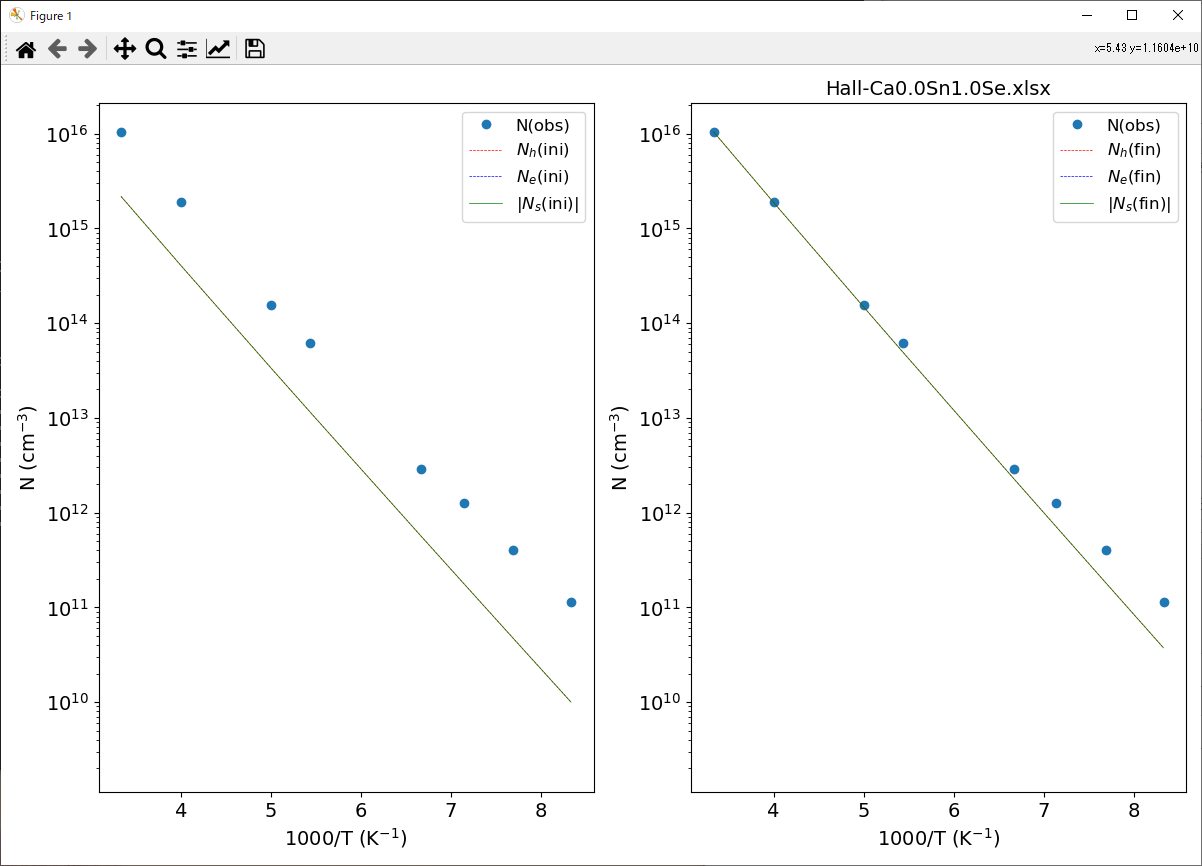 Figure 1
x=5.43 y=1.1604e+10
N(obs)
N_h(ini)
N_e(ini)
|N_s(ini)|
10^16
10^15
10^14
10^13
10^12
10^11
10^10
N (cm^−3)
4 5 6 7 8
1000/T (K^−1)
Hall-Ca0.0Sn1.0Se.xlsx
N(obs)
N_h(fin)
N_e(fin)
|N_s(fin)|
10^16
10^15
10^14
10^13
10^12
10^11
10^10
N (cm^−3)
4 5 6 7 8
1000/T (K^−1)